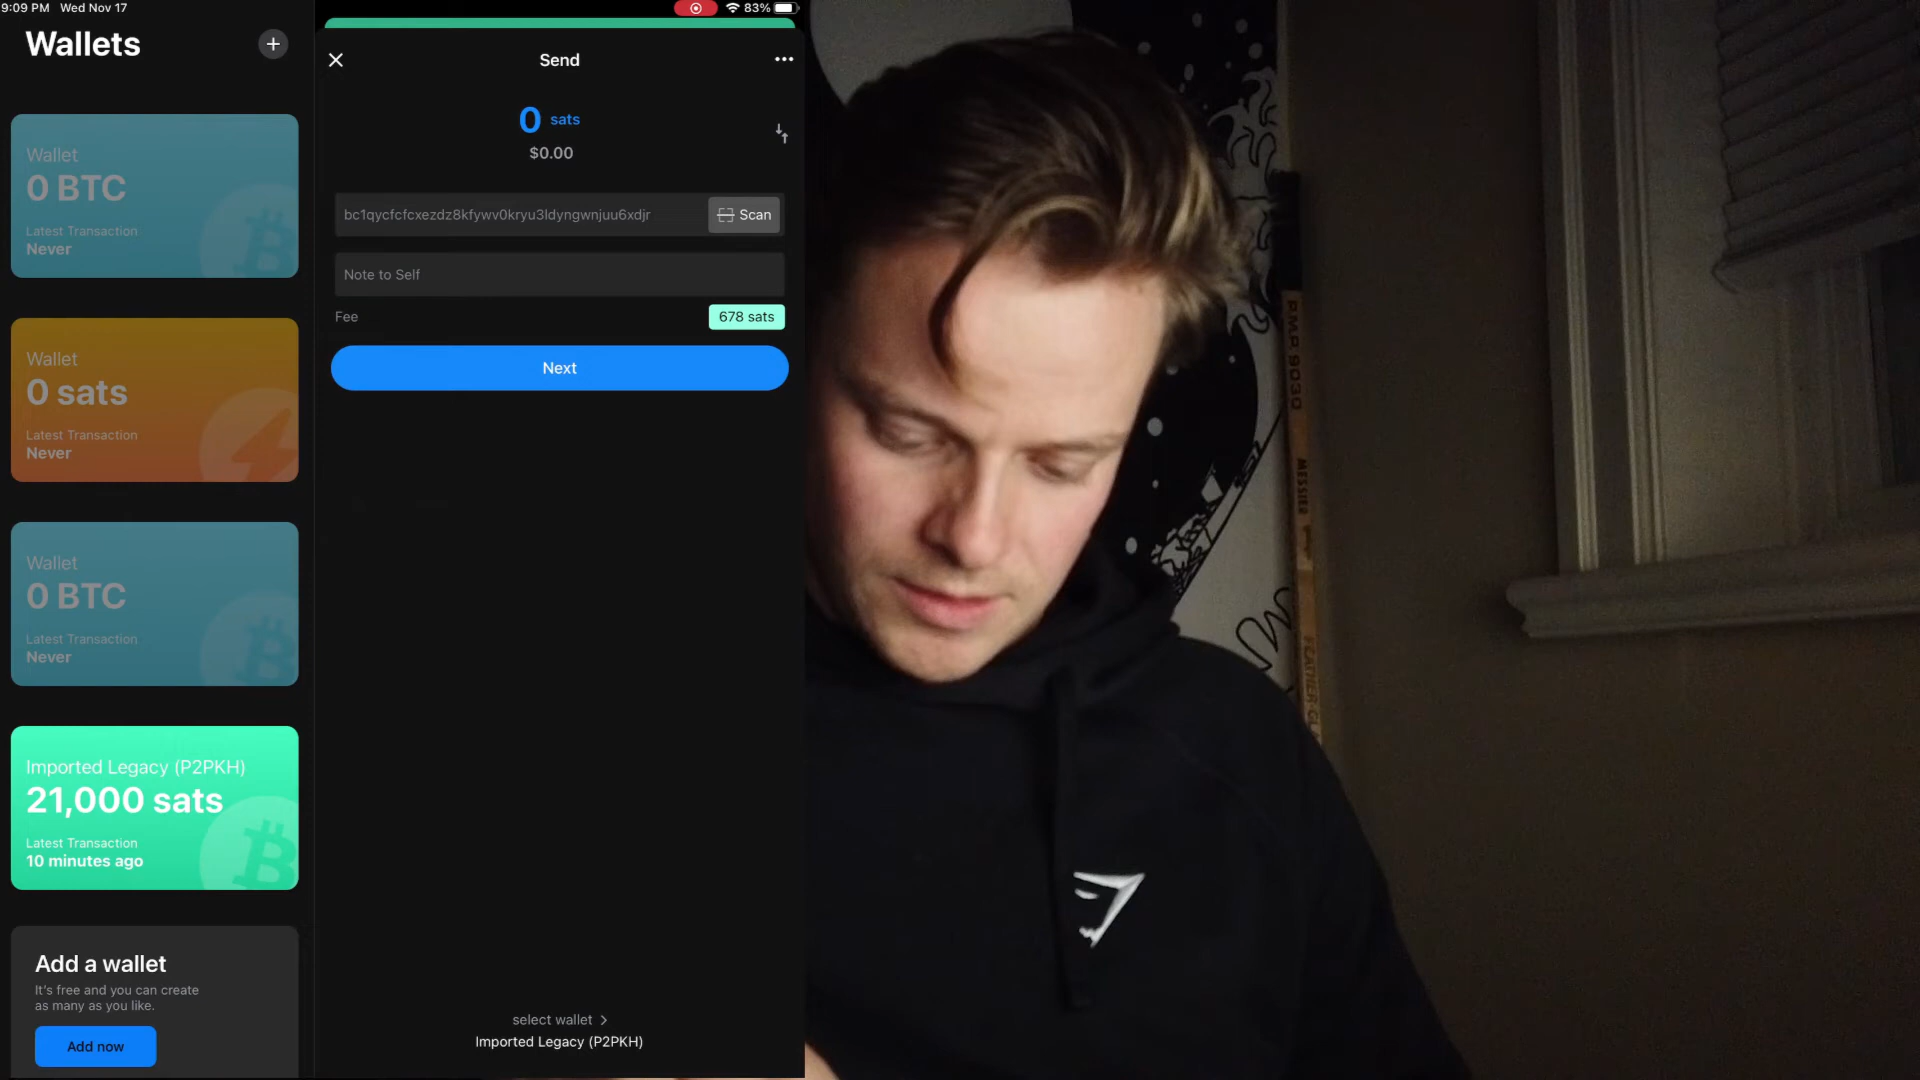 9:09 PM Wed Nov 17
83%
Wallets
Wallet
0 BTC
Latest Transaction
Never
Wallet
0 sats
Latest Transaction
Never
Wallet
0 BTC
Latest Transaction
Never
Imported Legacy (P2PKH)
21,000 sats
Latest Transaction
10 minutes ago
Add a wallet
It's free and you can create
as many as you like.
Add now
Send
0 sats
$0.00
bc1qycfcfcxezdz8kfywv0kryu3ldyngwnjuu6xdjr
Scan
Note to Self
Fee
678 sats
Next
select wallet
Imported Legacy (P2PKH)
PMP 9030
MESSIER